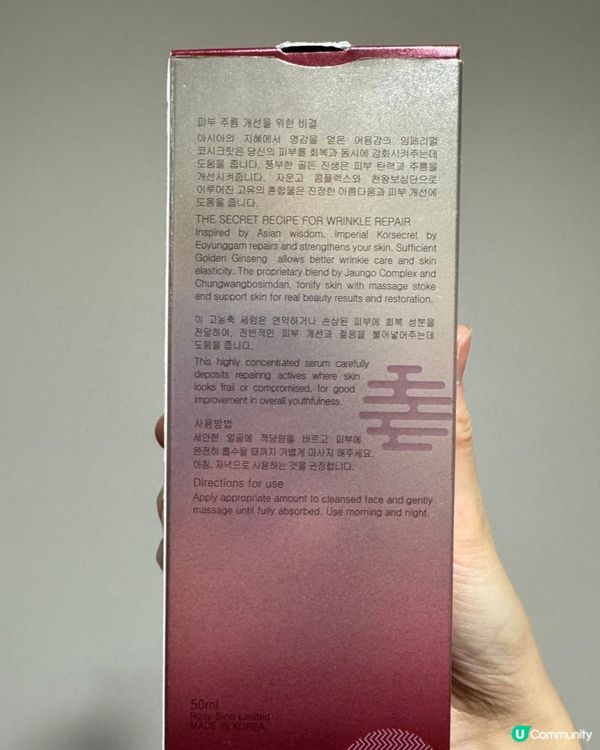 피부 주름 개선을 위한 비결
아시아의 지혜에서 영감을 얻은 어용감의 임페리얼
코시크릿은 당신의 피부를 회복과 동시에 강화시켜주는데
도움을 줍니다. 풍부한 골든 진생은 피부 탄력과 주름을
개선시켜줍니다. 자운고 콤플렉스와 천왕보심단으로
이루어진 고유의 혼합물은 진정한 아름다움과 피부 개선에
도움을 줍니다.
THE SECRET RECIPE FOR WRINKLE REPAIR
Inspired by Asian wisdom, Imperial Korsecret by
Eoyunggam repairs and strengthens your skin. Sufficient
Golden Ginseng allows better wrinkle care and skin
elasticity. The proprietary blend by Jaungo Complex and
Chungwangbosimdan, tonify skin with massage stoke
and support skin for real beauty results and restoration.
이 고농축 세럼은 연약하거나 손상된 피부에 회복 성분을
전달하여, 전반적인 피부 개선과 젊음을 불어넣어주는데
도움을 줍니다.
This highly concentrated serum carefully
deposits repairing actives where skin
looks frail or compromised, for good
improvement in overall youthfulness.
사용방법
세안한 얼굴에 적당량을 바르고 피부에
완전히 흡수될 때까지 가볍게 마사지 해주세요.
아침, 저녁으로 사용하는 것을 권장합니다.
Directions for use
Apply appropriate amount to cleansed face and gently
massage until fully absorbed. Use morning and night.
50ml
Rosy Sino Limited
MADE IN KOREA
U Community